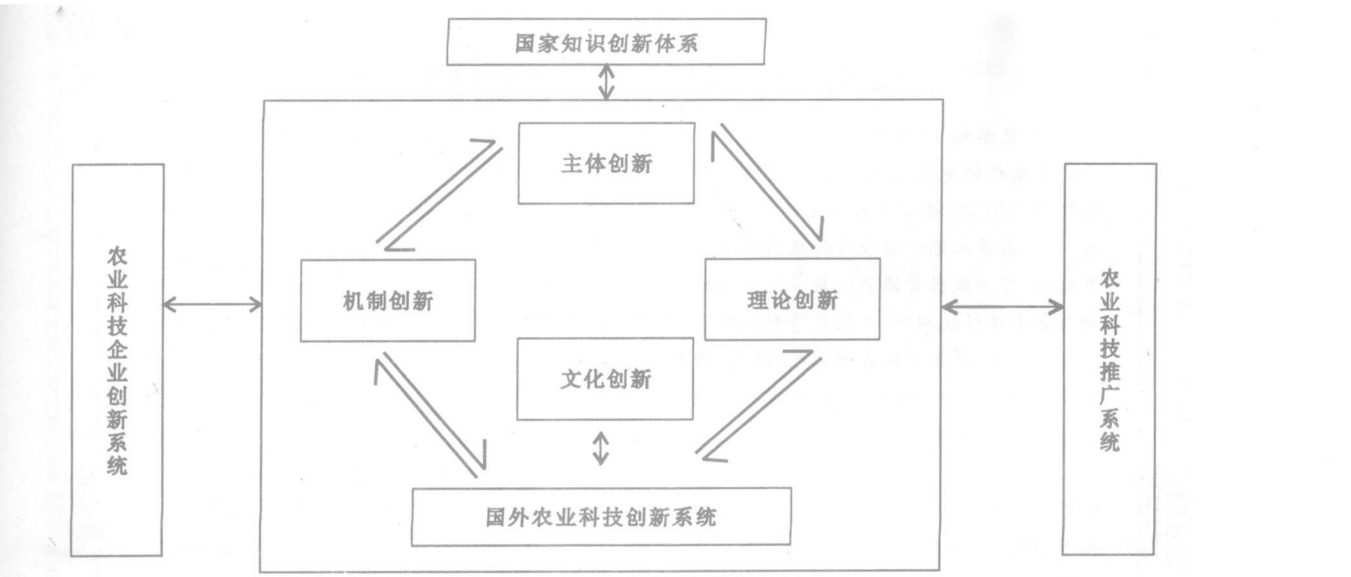 国家知识创新体系
主体创新
农业科技企业创新系统
机制创新
理论创新
农业科技推广系统
文化创新
国外农业科技创新系统